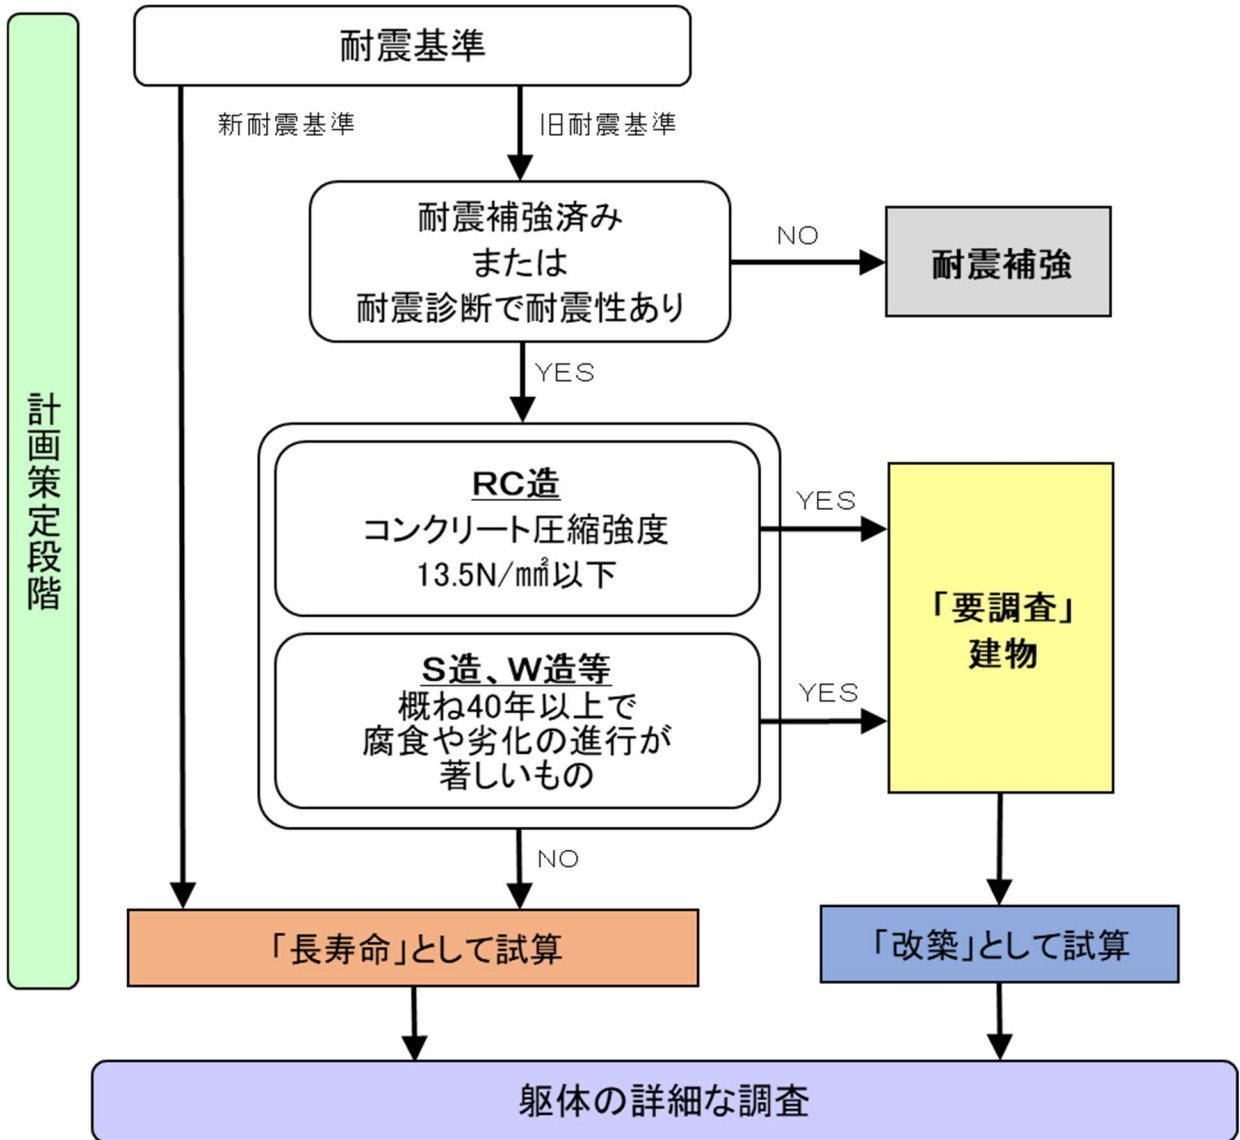 計画策定段階
耐震基準
新耐震基準
旧耐震基準
耐震補強済み
または
耐震診断で耐震性あり
NO
耐震補強
YES
RC造
コンクリート圧縮強度
13.5N/㎟以下
YES
S造、W造等
概ね40年以上で
腐食や劣化の進行が
著しいもの
YES
「要調査」
建物
NO
「長寿命」として試算
「改築」として試算
躯体の詳細な調査